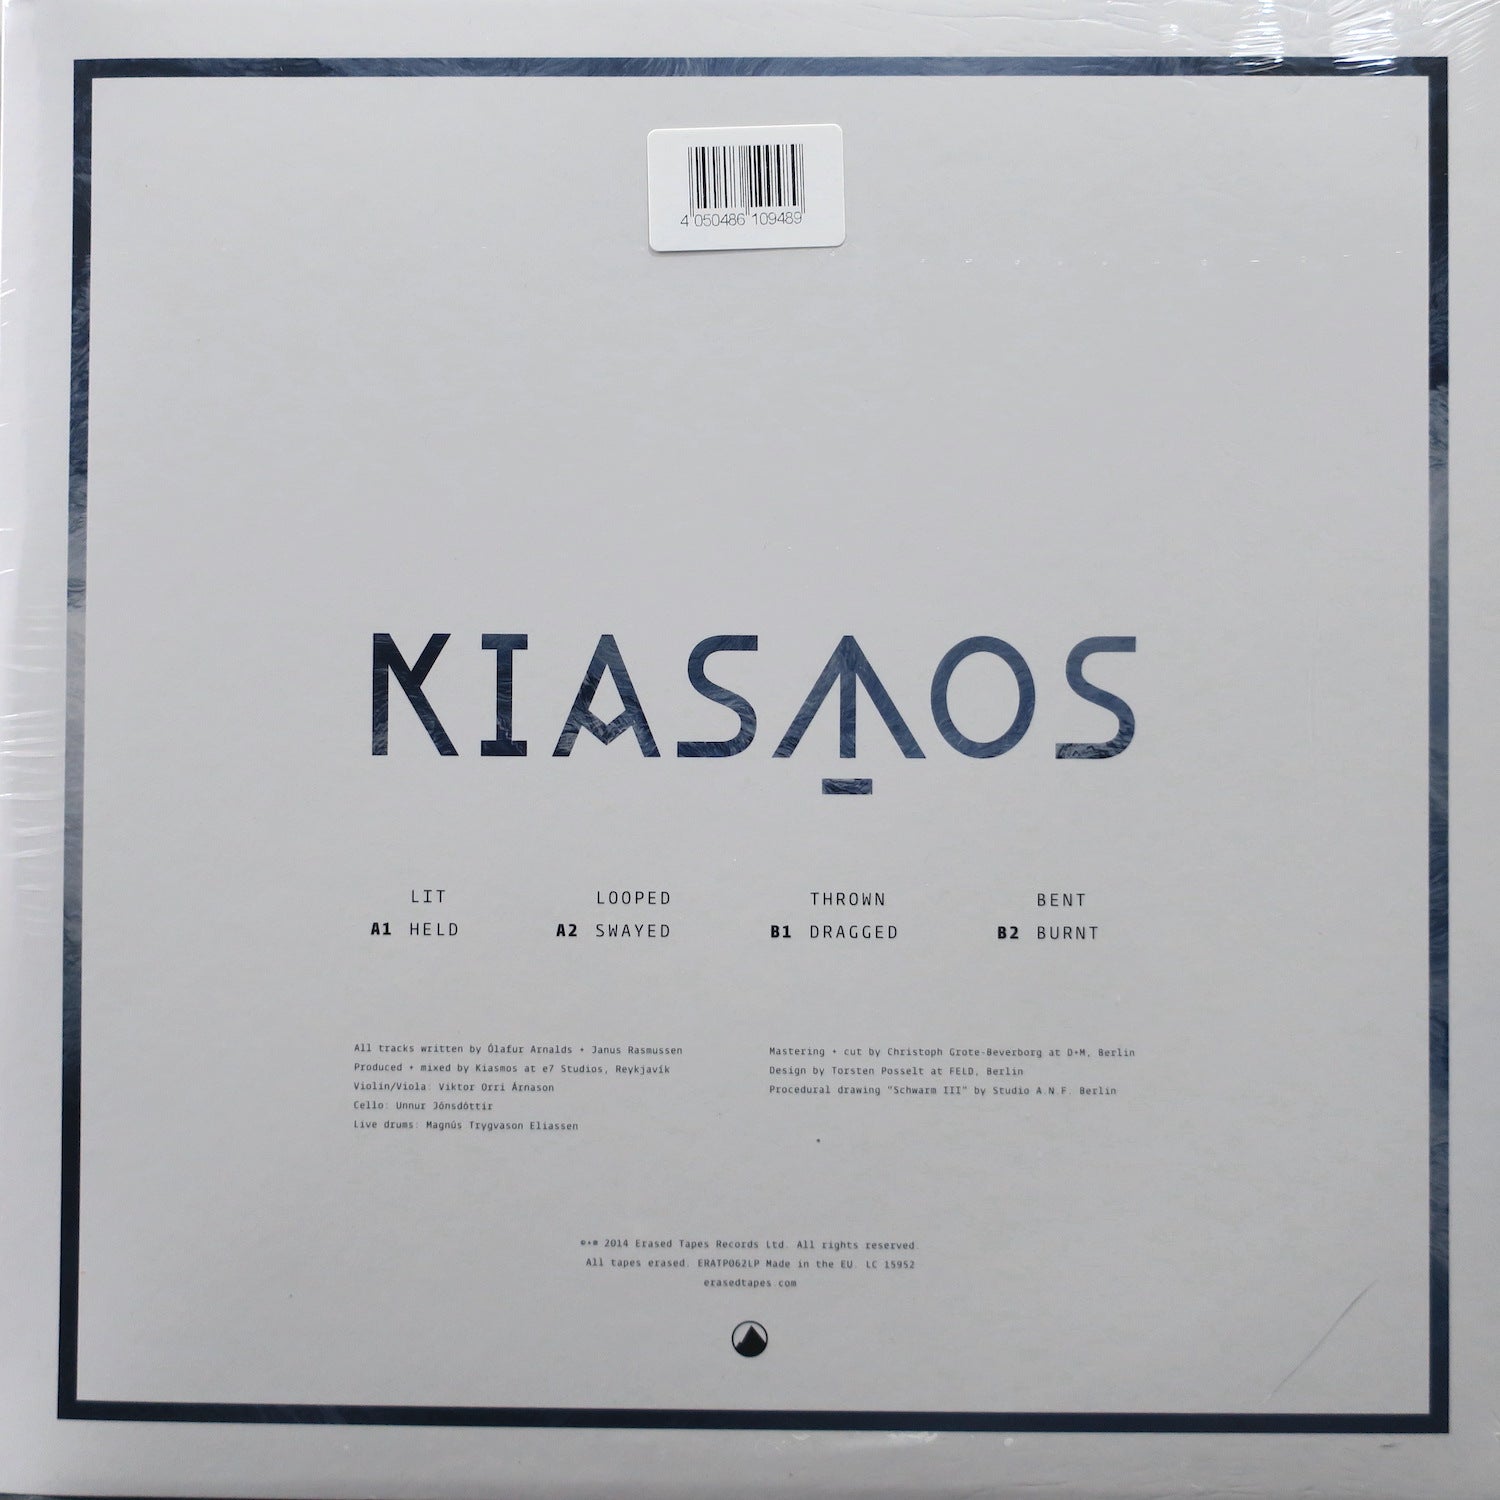 4 050486 109489
KIASMOS
LIT LOOPED THROWN BENT
A1 HELD A2 SWAYED B1 DRAGGED B2 BURNT
All tracks written by Ólafur Arnalds + Janus Rasmussen
Produced + mixed by Kiasmos at e7 Studios, Reykjavík
Violin/Viola: Viktor Orri Árnason
Cello: Unnur Jónsdóttir
Live drums: Magnús Trygvason Eliassen
Mastering + cut by Christoph Grote-Beverborg at D+M, Berlin
Design by Torsten Posselt at FELD, Berlin
Procedural drawing "Schwarm III" by Studio A.N.F. Berlin
©+℗ 2014 Erased Tapes Records Ltd. All rights reserved.
All tapes erased. ERATP062LP Made in the EU. LC 15952
erasedtapes.com